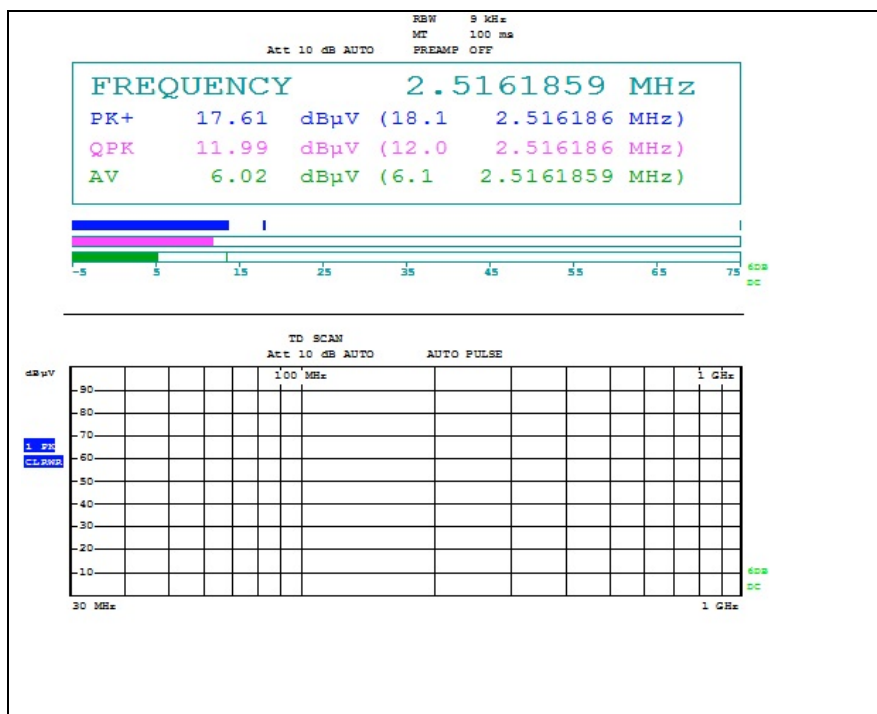 RBW 9 kHz
MT 100 ms
Att 10 dB AUTO PREAMP OFF
FREQUENCY 2.5161859 MHz
PK+ 17.61 dBµV (18.1 2.516186 MHz)
QPK 11.99 dBµV (12.0 2.516186 MHz)
AV 6.02 dBµV (6.1 2.5161859 MHz)
-5 5 15 25 35 45 55 65 75
6DB
DC
TD SCAN
Att 10 dB AUTO AUTO PULSE
dBµV
100 MHz 1 GHz
90
80
70
1 PK
CLRWR
60
50
40
30
20
10
6DB
DC
30 MHz 1 GHz